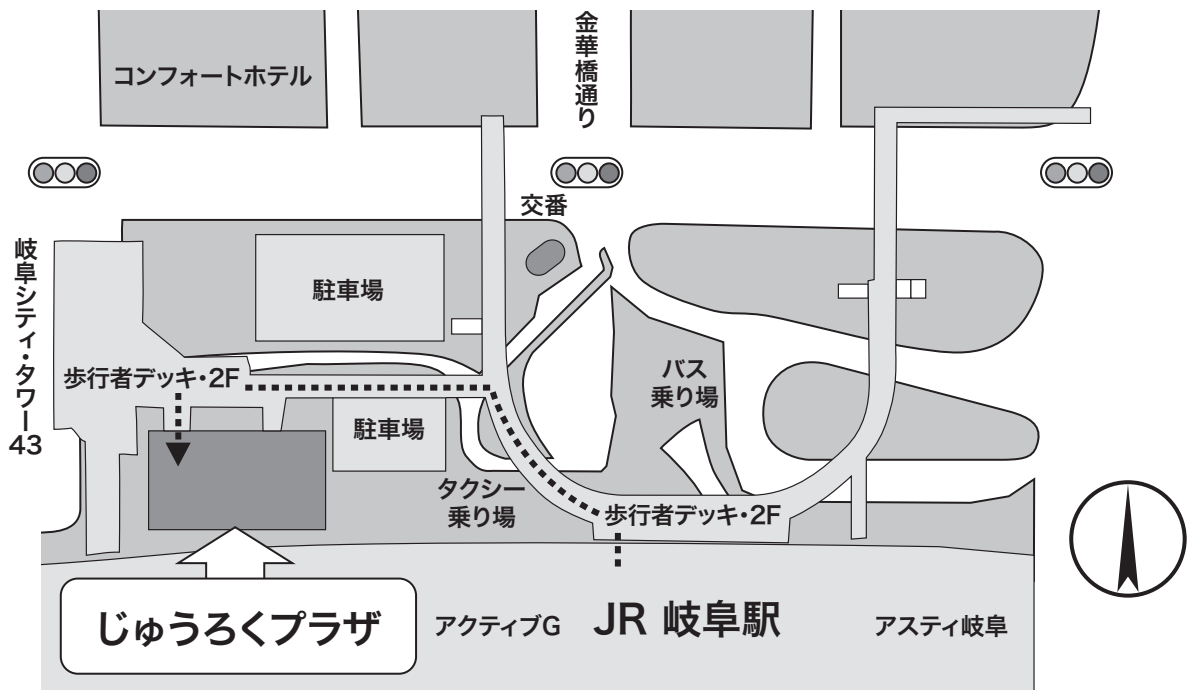 金華橋通り
コンフォートホテル
交番
岐阜シティ・タワー43
駐車場
歩行者デッキ・2F
バス
乗り場
駐車場
タクシー
乗り場
歩行者デッキ・2F
じゅうろくプラザ
アクティブG
JR 岐阜駅
アスティ岐阜